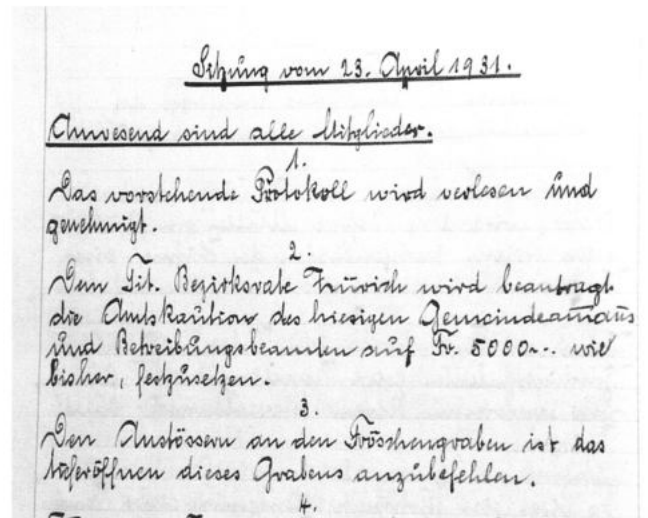 Sitzung vom 23. April 1931.
Anwesend sind alle Mitglieder.
1.
Das vorstehende Protokoll wird verlesen und
genehmigt.
2.
Dem Tit. Bezirksrate Zürich wird beantragt
die Amtskaution des hiesigen
und Betreibungsbeamten auf Fr. 5000.- wie
bisher, festzusetzen.
3.
Den Anstössern an den Fröschengraben ist das
tieferöffnen dieses Grabens anzubefehlen.
4.